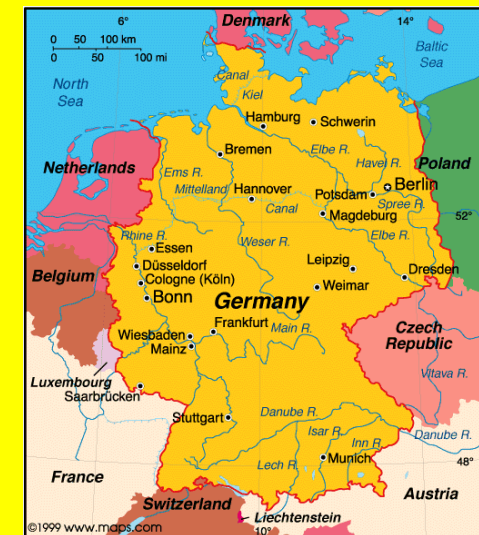 6°
Denmark
14°
0 50 100 km
0 50 100 mi
Baltic
Sea
North
Sea
Canal
Kiel
Hamburg
Schwerin
Elbe R.
Bremen
Havel R.
Poland
Netherlands
Ems R.
Mittelland
Hannover
Potsdam
Berlin
Canal
Spree R.
Magdeburg
52°
Rhine R.
Weser R.
Elbe R.
Essen
Düsseldorf
Leipzig
Dresden
Belgium
Cologne (Köln)
Weimar
Bonn
Germany
Frankfurt
Main R.
Czech
Republic
Wiesbaden
Mainz
Vltava R.
Luxembourg
Saarbrücken
Stuttgart
Danube R.
Isar R.
Inn R.
Danube R.
Lech R.
Munich
48°
France
Austria
Switzerland
Liechtenstein
©1999 www.maps.com
10°